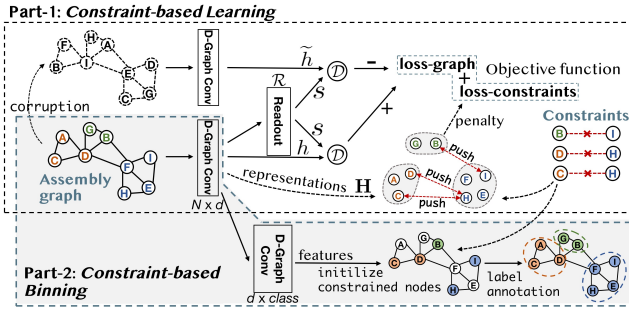 Part-1: Constraint-based Learning
F H A
B I E D
C G
corruption
D-Graph Conv
h̃
D
−
loss-graph
+
loss-constraints
Objective function
R
Readout
S
S
+
penalty
Constraints
A G B
C D F I
H E
Assembly graph
D-Graph Conv
N x d
h
D
representations H
G B
A D
C
F I
H E
push
push
push
B I
D H
C H
Part-2: Constraint-based Binning
D-Graph Conv
d x class
features
initilize constrained nodes
A G B
C D F I
H E
label annotation
A G B
C D F I
H E